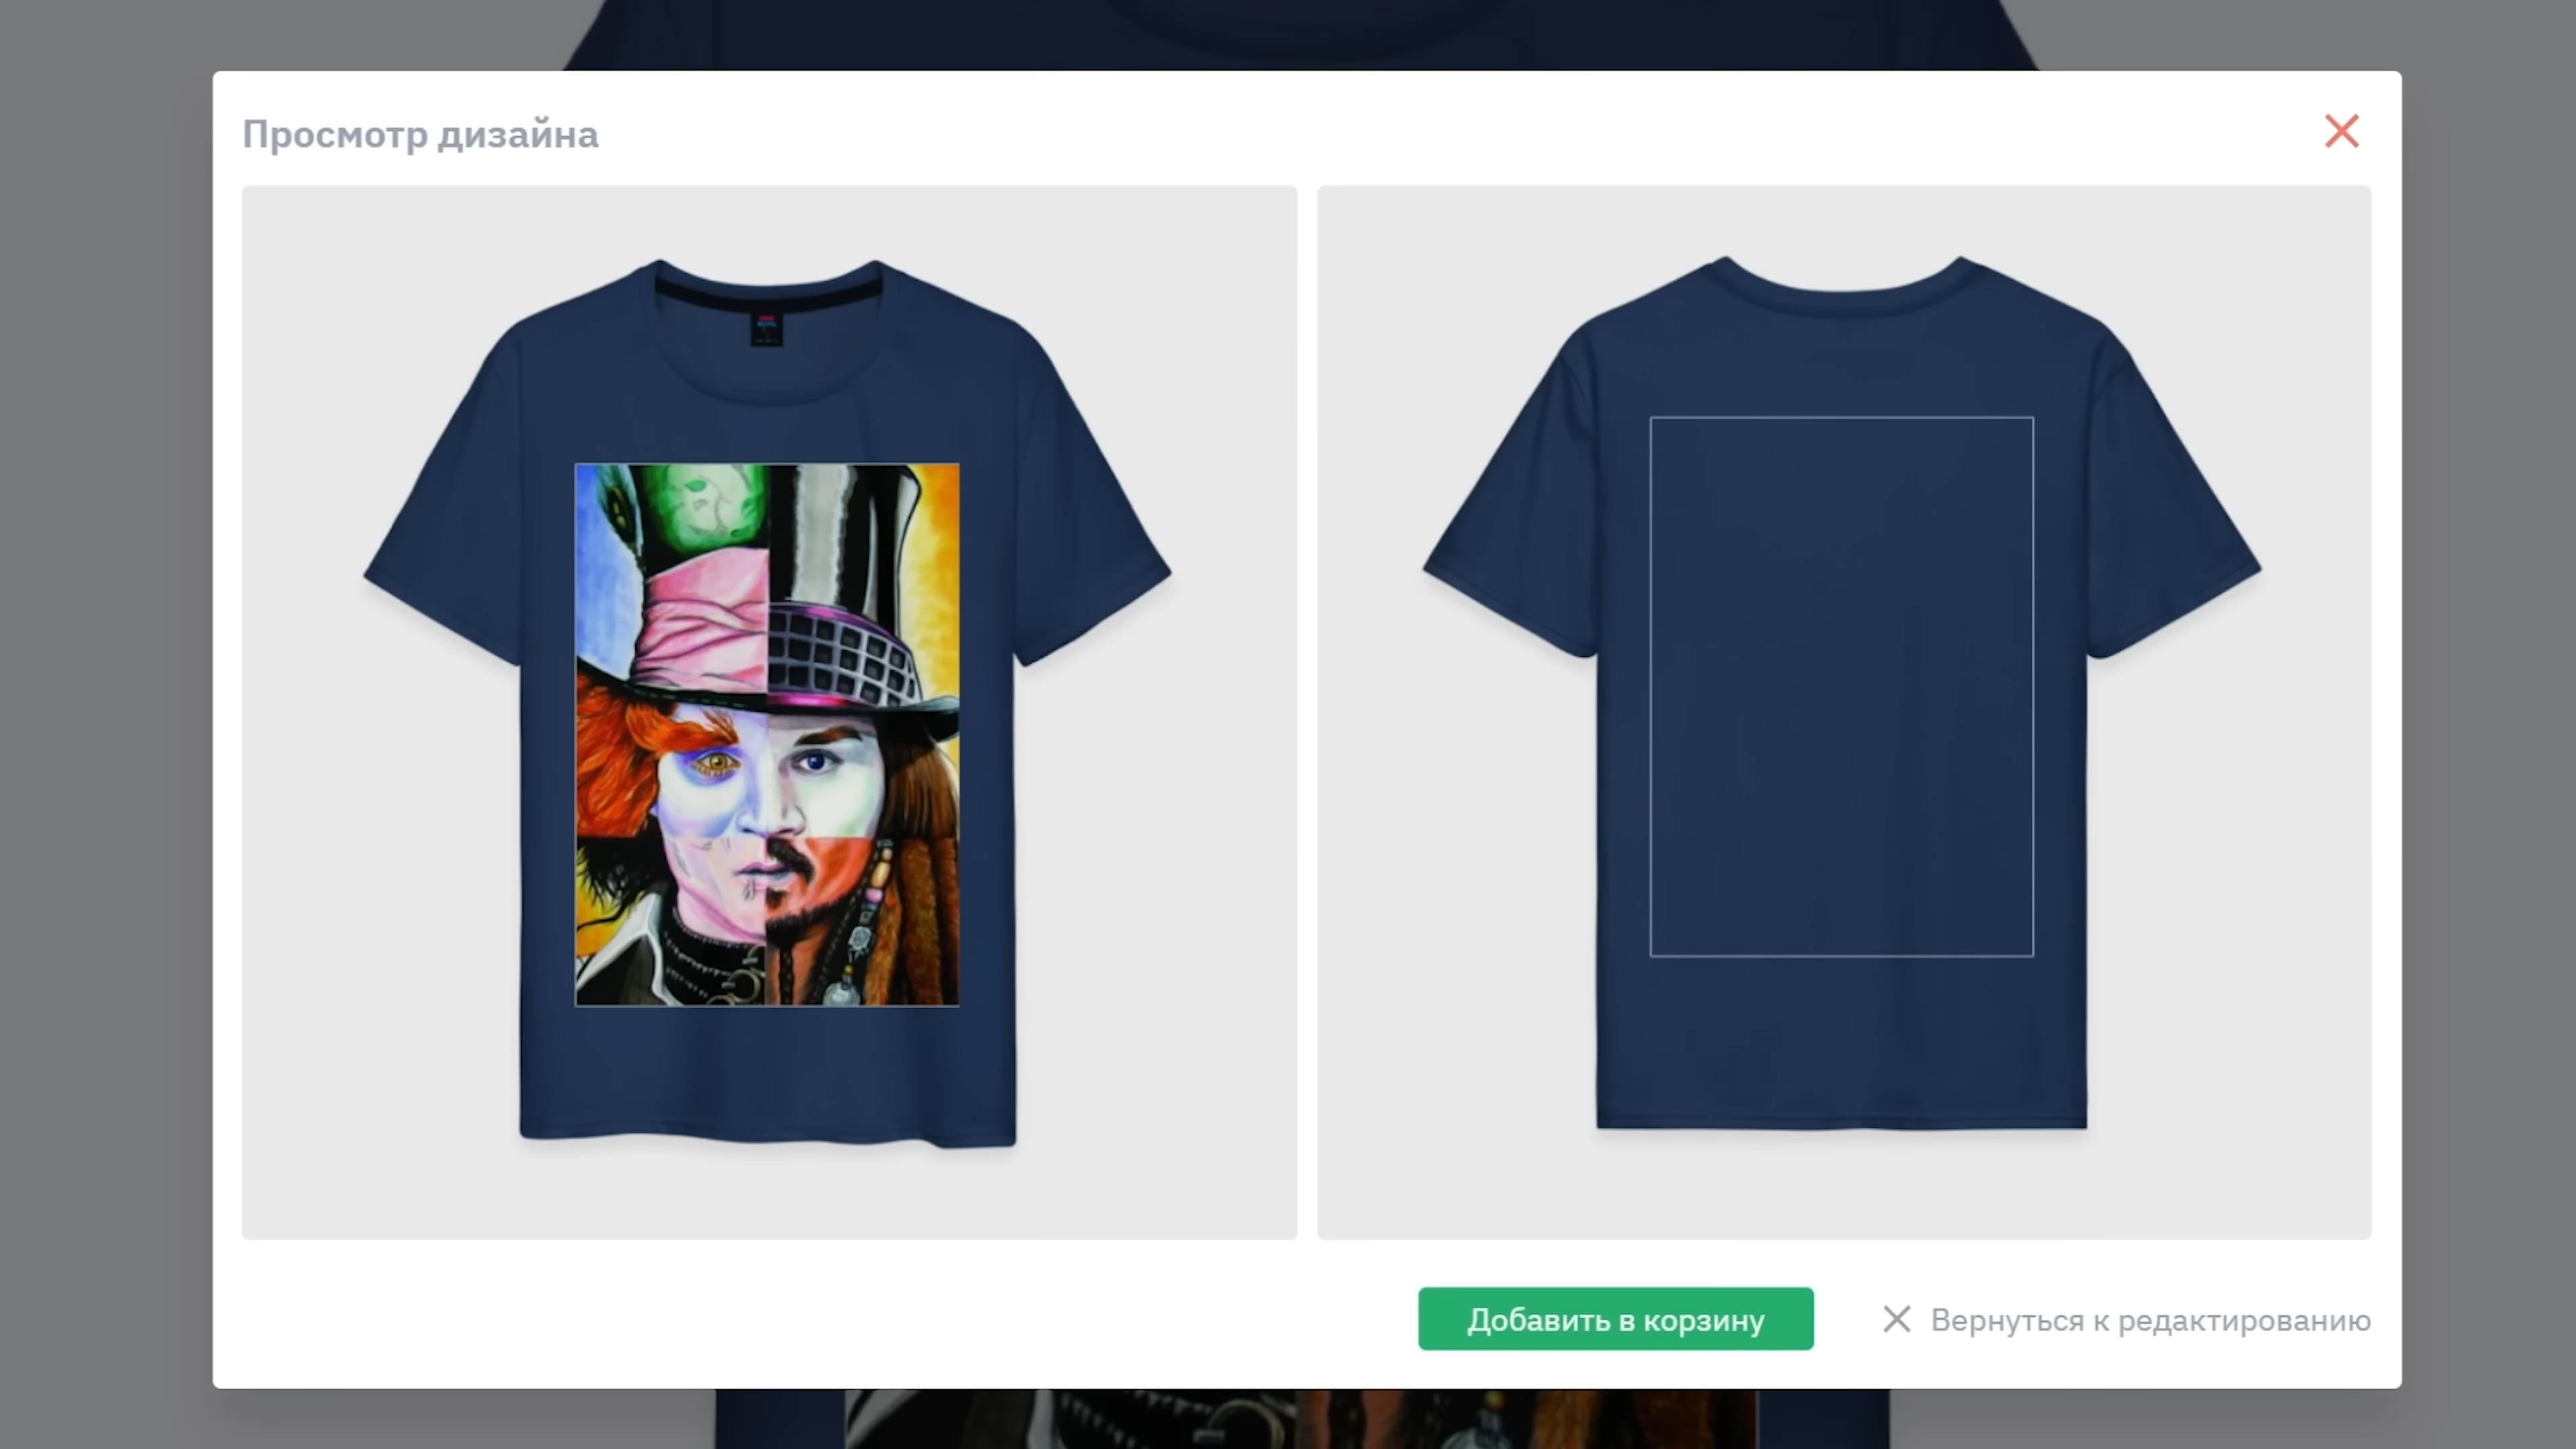 Просмотр дизайна
Добавить в корзину
Вернуться к редактированию